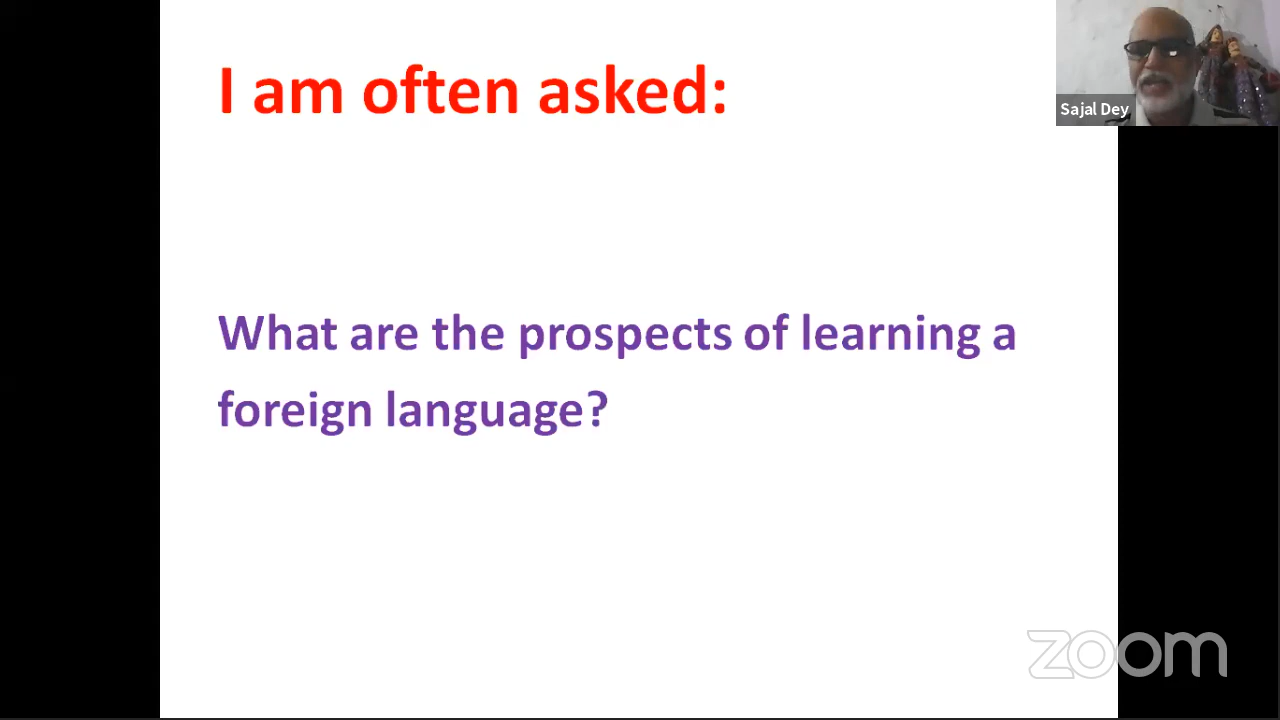 I am often asked:
Sajal Dey
What are the prospects of learning a
foreign language?
zoom